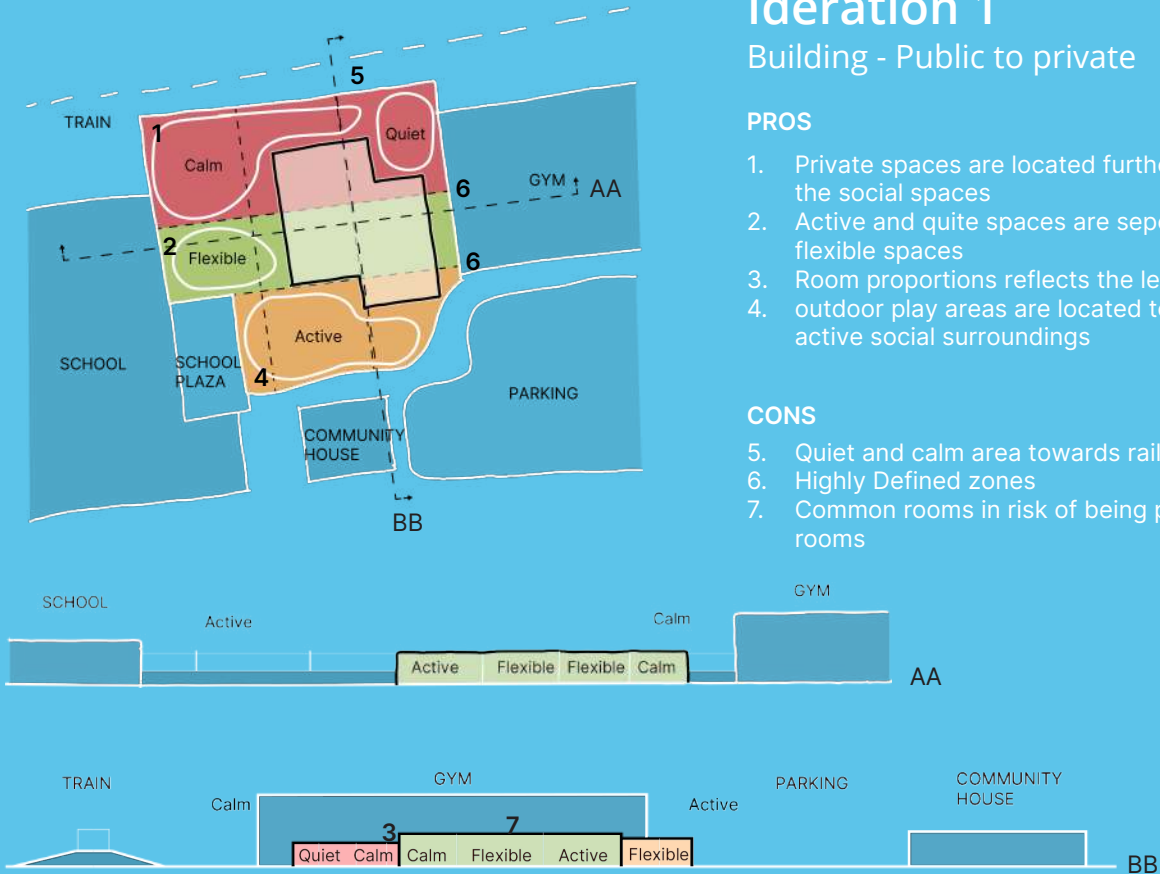 Ideration 1
Building - Public to private
PROS
1. Private spaces are located furthe
the social spaces
2. Active and quite spaces are sepe
flexible spaces
3. Room proportions reflects the le
4. outdoor play areas are located to
active social surroundings
CONS
5. Quiet and calm area towards rail
6. Highly Defined zones
7. Common rooms in risk of being p
rooms
5
TRAIN
1
Quiet
Calm
6
GYM
AA
2
Flexible
6
Active
SCHOOL
SCHOOL
PLAZA
4
PARKING
COMMUNITY
HOUSE
BB
SCHOOL
Active
Calm
GYM
Active
Flexible
Flexible
Calm
AA
TRAIN
Calm
GYM
Active
PARKING
COMMUNITY
HOUSE
3
7
Quiet
Calm
Calm
Flexible
Active
Flexible
BB